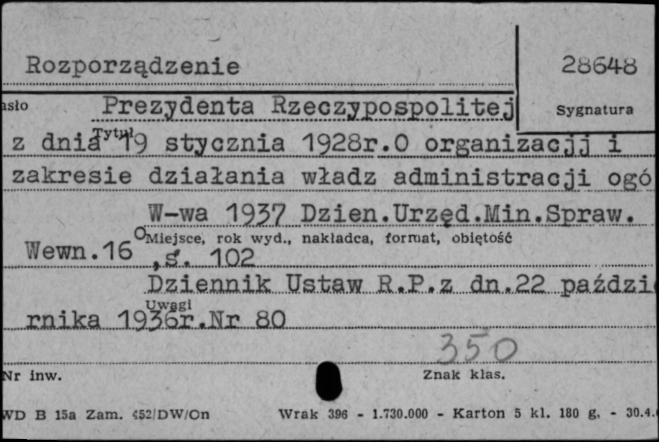 Rozporządzenie
28648
asło
Prezydenta Rzeczypospolitej
Sygnatura
Tytuł
z dnia 19 stycznia 1928r.O organizacjj i
zakresie działania władz administracji ogó
W-wa 1937 Dzien.Urzęd.Min.Spraw.
Miejsce, rok wyd., nakładca, format, objętość
Wewn.16° ,s. 102
Dziennik Ustaw R.P.z dn.22 paździ
Uwagi
rnika 1936r.Nr 80
350
Nr inw.
Znak klas.
WD B 15a Zam. 452/DW/On Wrak 396 - 1.730.000 - Karton 5 kl. 180 g. - 30.4.